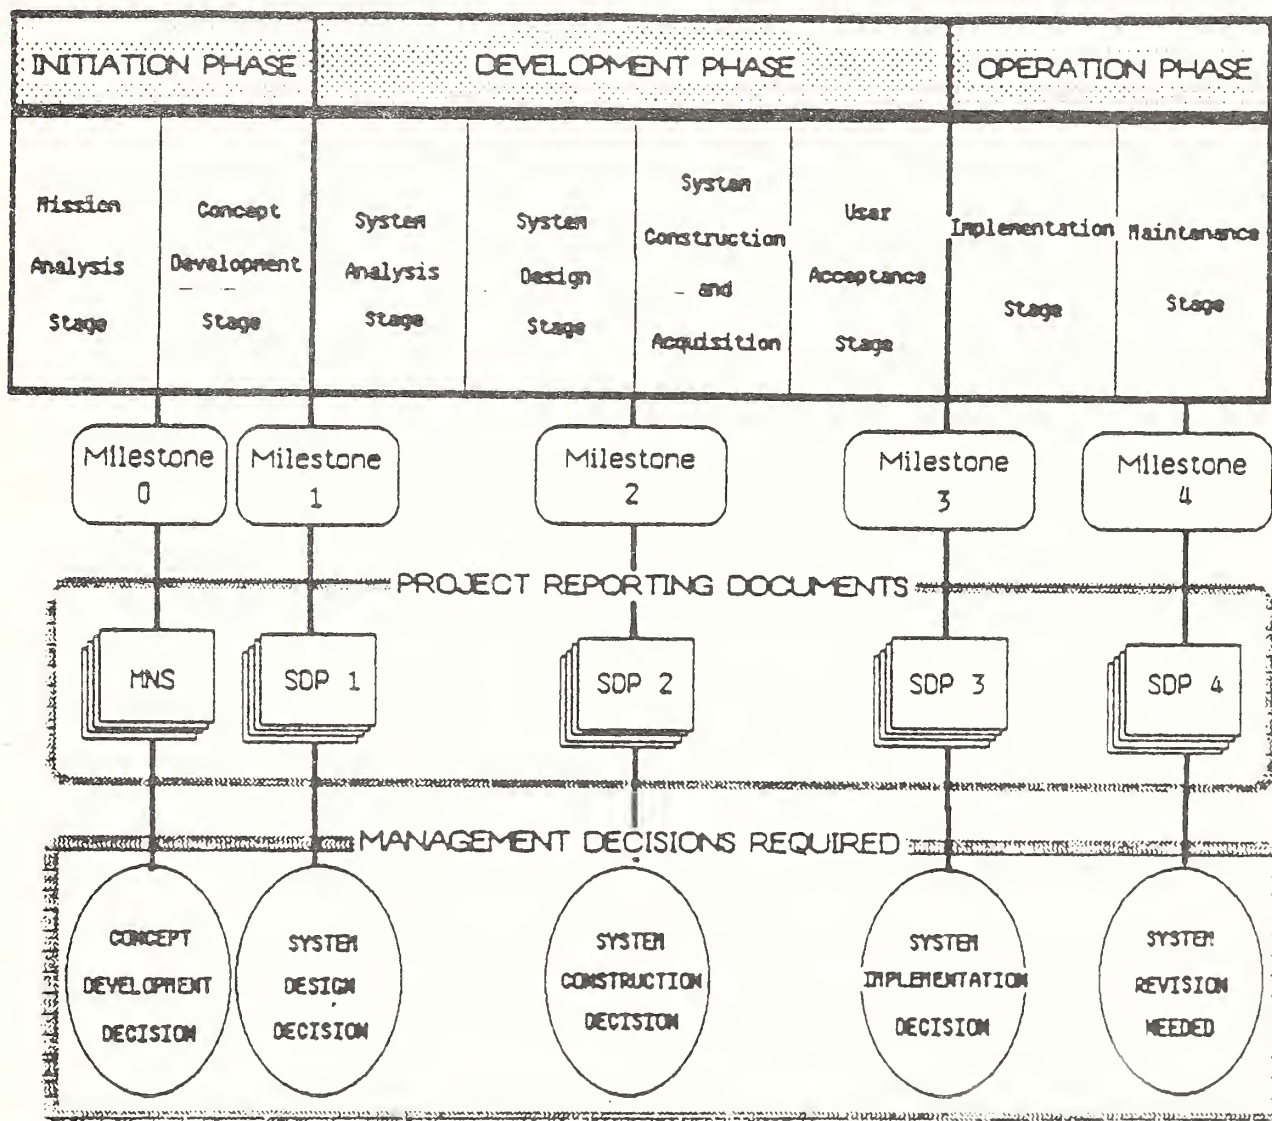 INITIATION PHASE
DEVELOPMENT PHASE
OPERATION PHASE
Mission
Analysis
Stage
Concept
Development
Stage
System
Analysis
Stage
System
Design
Stage
System
Construction
and
Acquisition
User
Acceptance
Stage
Implementation
Stage
Maintenance
Stage
Milestone
0
Milestone
1
Milestone
2
Milestone
3
Milestone
4
PROJECT REPORTING DOCUMENTS
MNS
SDP 1
SDP 2
SDP 3
SDP 4
MANAGEMENT DECISIONS REQUIRED
CONCEPT
DEVELOPMENT
DECISION
SYSTEM
DESIGN
DECISION
SYSTEM
CONSTRUCTION
DECISION
SYSTEM
IMPLEMENTATION
DECISION
SYSTEM
REVISION
NEEDED